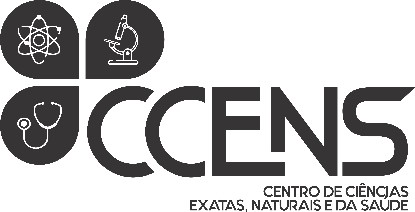 CCENS
CENTRO DE CIÊNCIAS
EXATAS, NATURAIS E DA SAÚDE